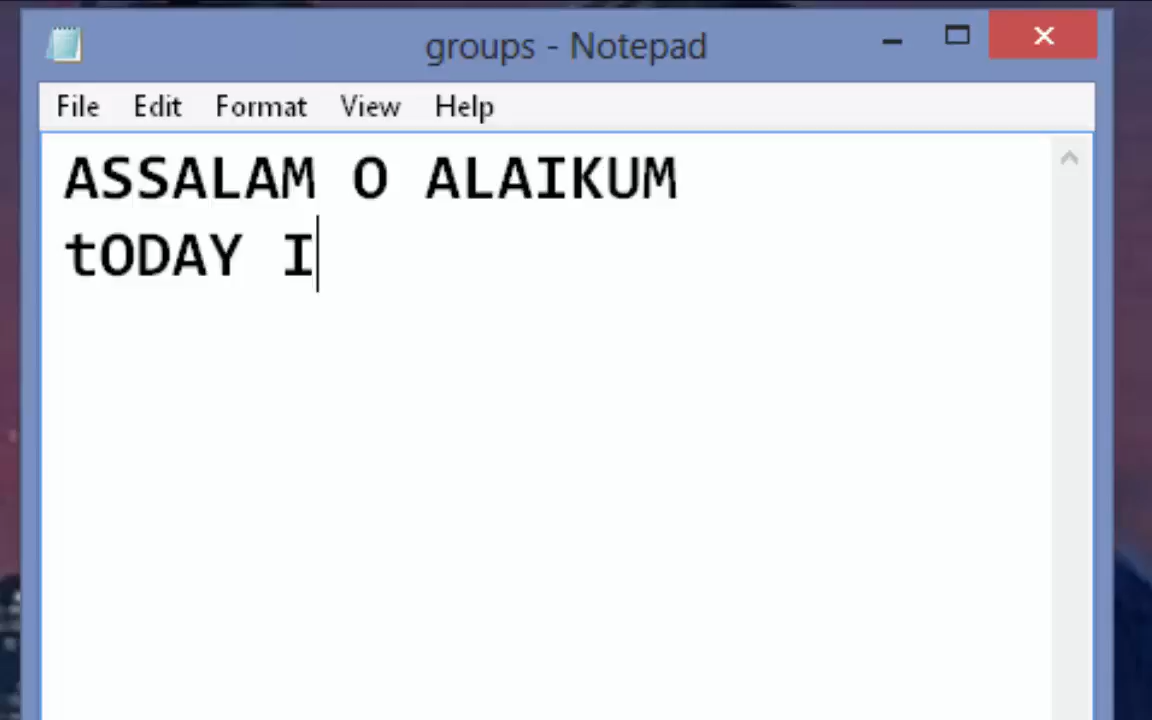 groups - Notepad
File Edit Format View Help
ASSALAM O ALAIKUM
tODAY I